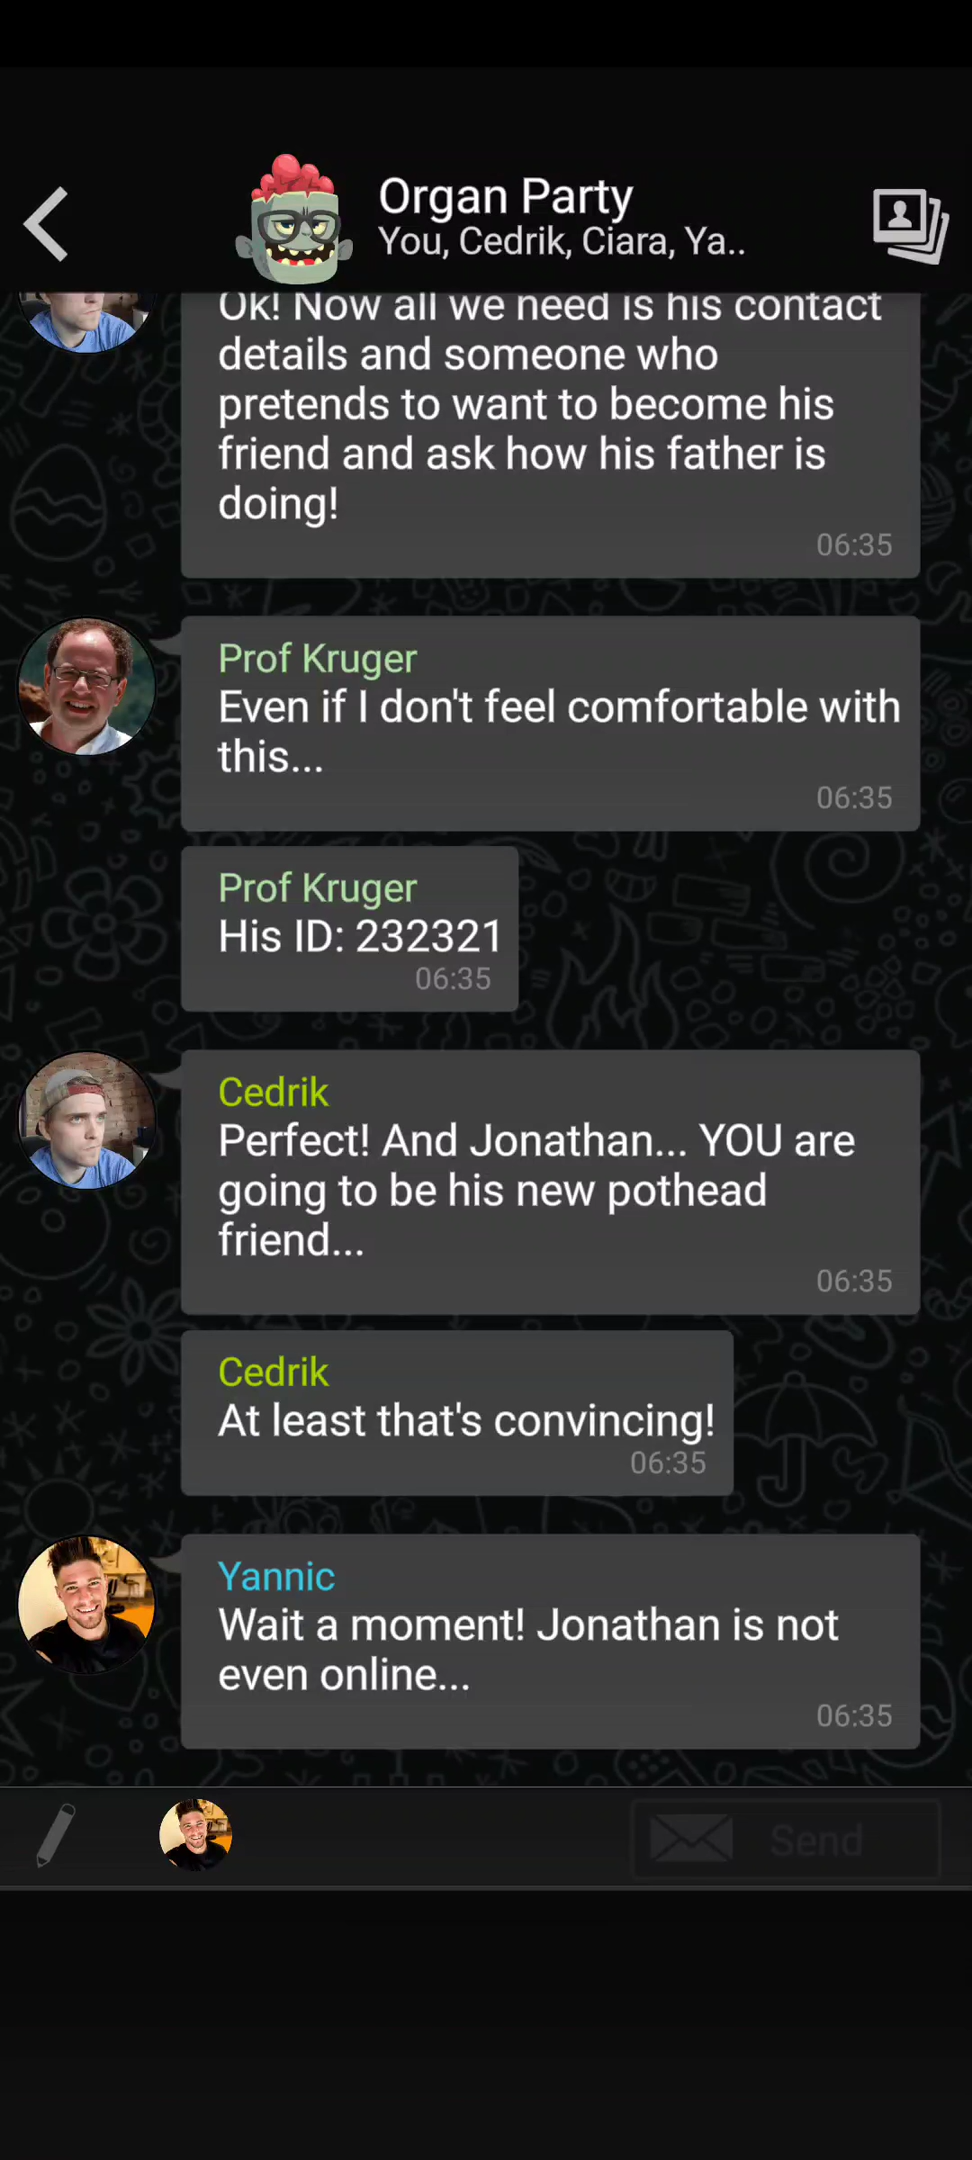 Organ Party
You, Cedrik, Ciara, Ya..
Ok! Now all we need is his contact
details and someone who
pretends to want to become his
friend and ask how his father is
doing!
06:35
Prof Kruger
Even if I don't feel comfortable with
this...
06:35
Prof Kruger
His ID: 232321
06:35
Cedrik
Perfect! And Jonathan... YOU are
going to be his new pothead
friend...
06:35
Cedrik
At least that's convincing!
06:35
Yannic
Wait a moment! Jonathan is not
even online...
06:35
Send